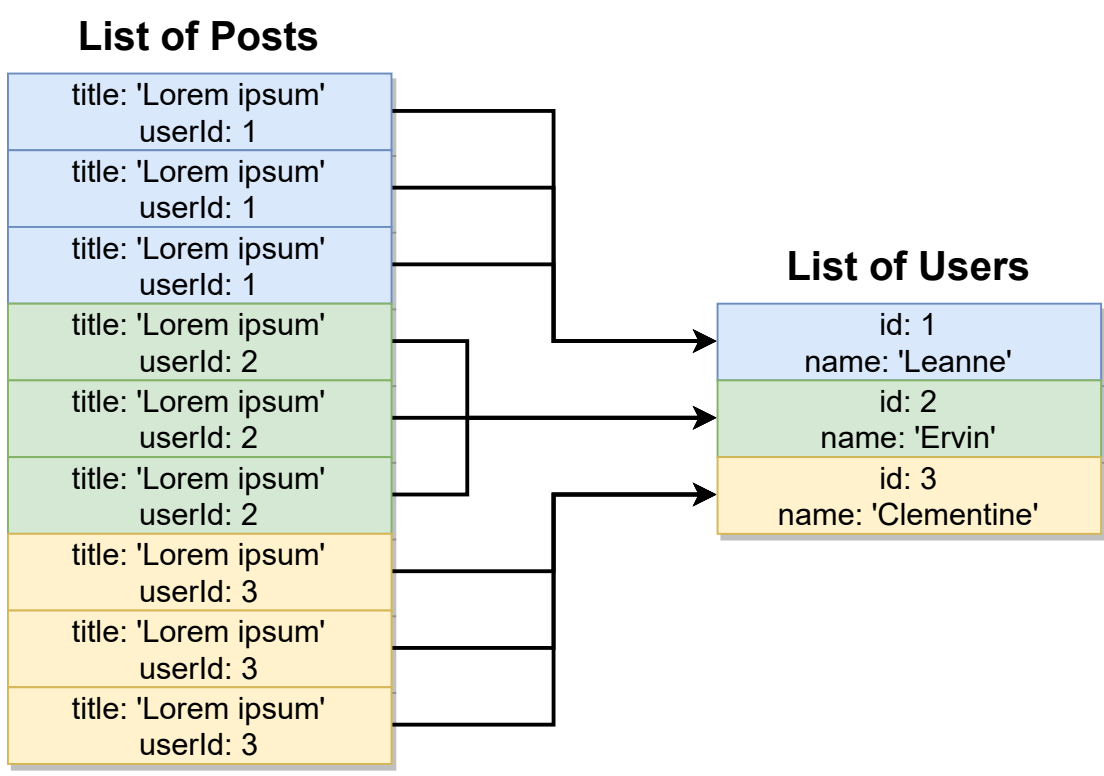 List of Posts
title: 'Lorem ipsum'
userId: 1
title: 'Lorem ipsum'
userId: 1
title: 'Lorem ipsum'
userId: 1
title: 'Lorem ipsum'
userId: 2
title: 'Lorem ipsum'
userId: 2
title: 'Lorem ipsum'
userId: 2
title: 'Lorem ipsum'
userId: 3
title: 'Lorem ipsum'
userId: 3
title: 'Lorem ipsum'
userId: 3
List of Users
id: 1
name: 'Leanne'
id: 2
name: 'Ervin'
id: 3
name: 'Clementine'